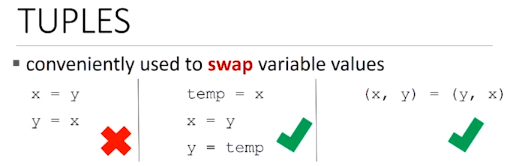 TUPLES
▪ conveniently used to swap variable values
x = y
y = x
temp = x
x = y
y = temp
(x, y) = (y, x)